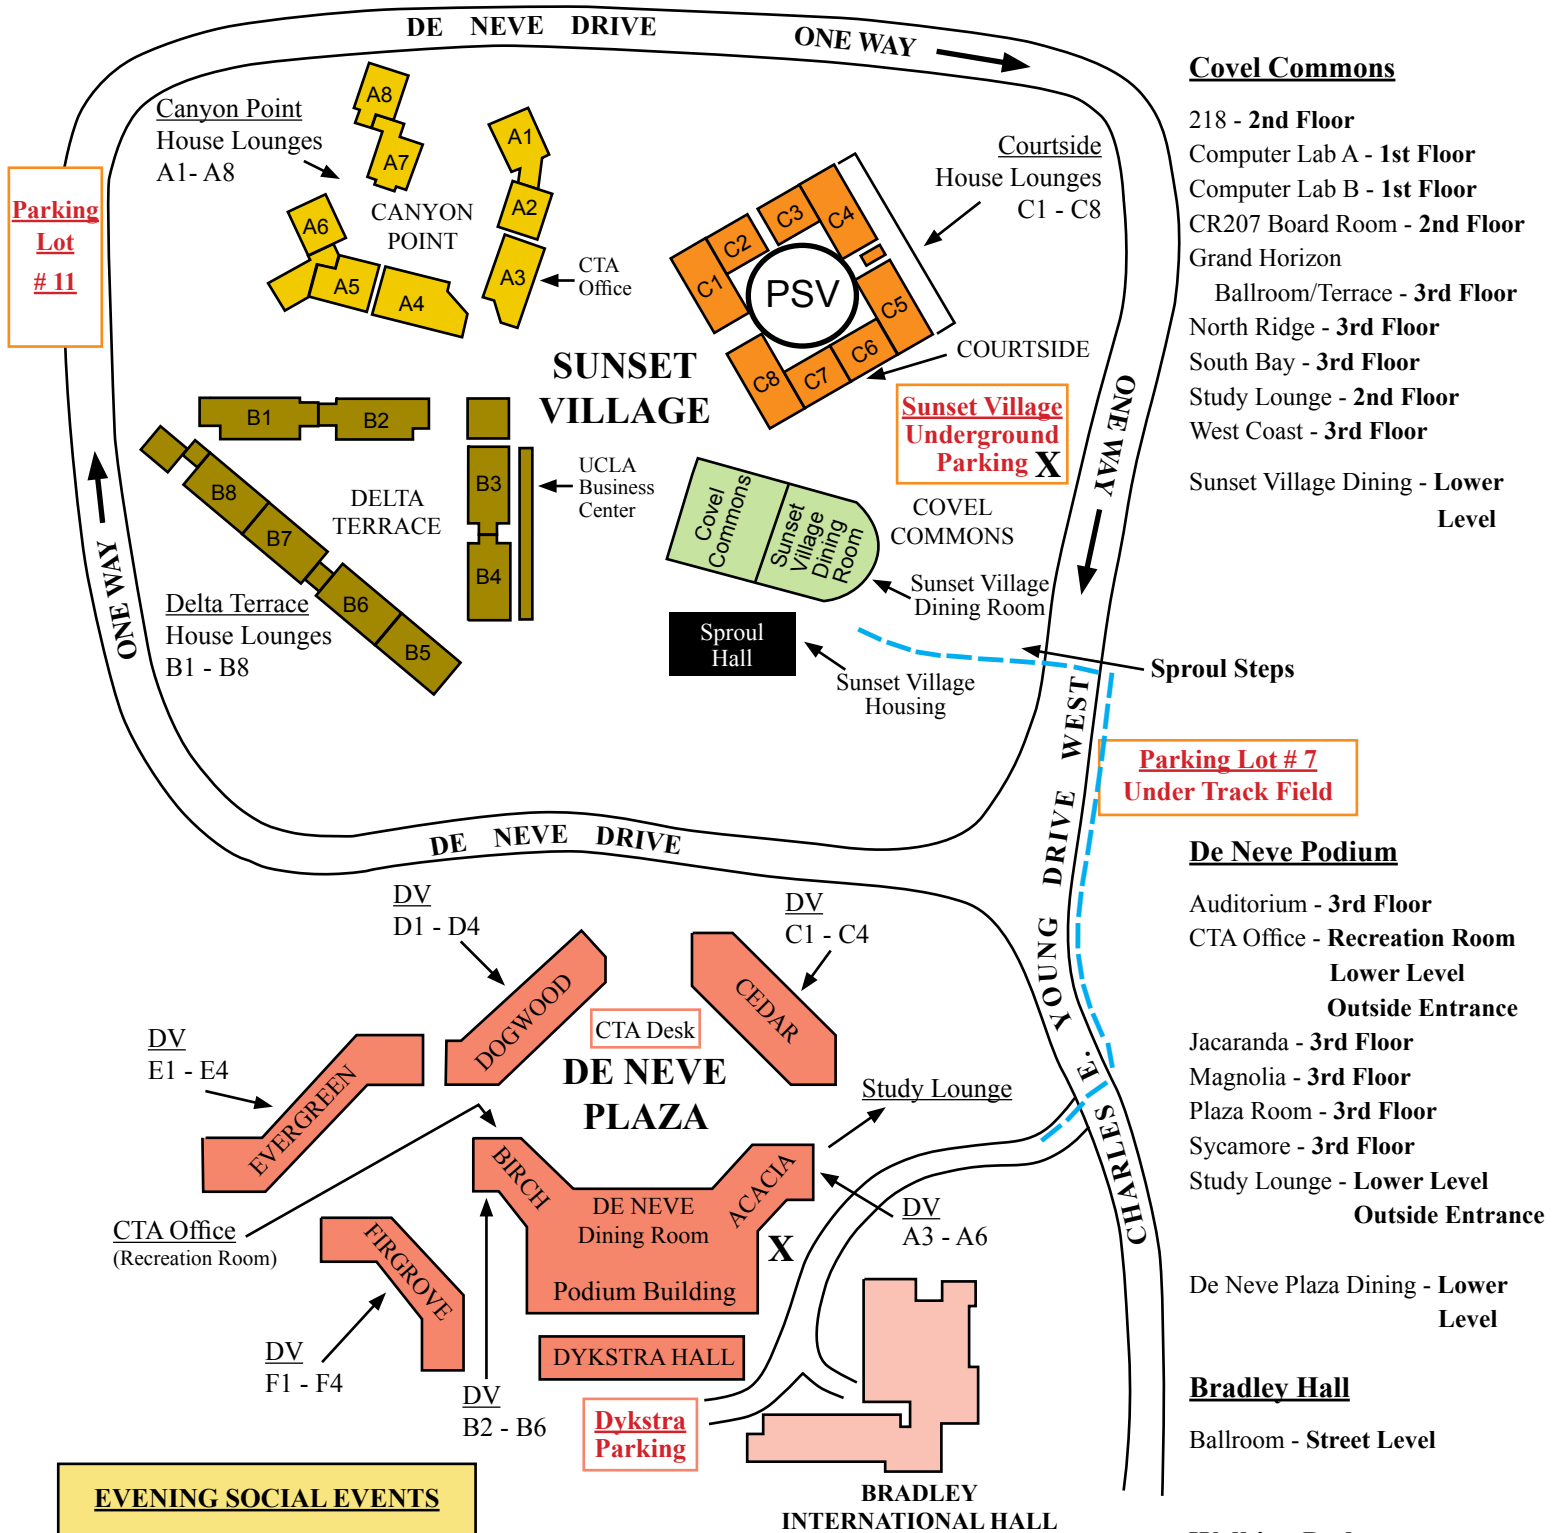 DE NEVE DRIVE
ONE WAY
Canyon Point
House Lounges
A1- A8
A8
A7
A6
A5
A4
A1
A2
A3
CANYON
POINT
CTA
Office
Parking
Lot
# 11
Courtside
House Lounges
C1 - C8
C1
C2
C3
C4
C5
C6
C7
C8
PSV
COURTSIDE
SUNSET
VILLAGE
Sunset Village
Underground
Parking X
ONE WAY
B1
B2
B3
B4
B8
B7
B6
B5
DELTA
TERRACE
UCLA
Business
Center
ONE WAY
Delta Terrace
House Lounges
B1 - B8
Covel
Commons
Sunset
Village
Dining
Room
COVEL
COMMONS
Sunset Village
Dining Room
Sproul
Hall
Sunset Village
Housing
Sproul Steps
Parking Lot # 7
Under Track Field
DE NEVE DRIVE
CHARLES E. YOUNG DRIVE WEST
DV
D1 - D4
DV
C1 - C4
DOGWOOD
CEDAR
CTA Desk
DE NEVE
PLAZA
DV
E1 - E4
EVERGREEN
Study Lounge
BIRCH
ACACIA
DE NEVE
Dining Room
Podium Building
X
DV
A3 - A6
CTA Office
(Recreation Room)
FIRGROVE
DV
F1 - F4
DV
B2 - B6
DYKSTRA HALL
Dykstra
Parking
BRADLEY
INTERNATIONAL HALL
EVENING SOCIAL EVENTS
Covel Commons
218 - 2nd Floor
Computer Lab A - 1st Floor
Computer Lab B - 1st Floor
CR207 Board Room - 2nd Floor
Grand Horizon
Ballroom/Terrace - 3rd Floor
North Ridge - 3rd Floor
South Bay - 3rd Floor
Study Lounge - 2nd Floor
West Coast - 3rd Floor
Sunset Village Dining - Lower
Level
De Neve Podium
Auditorium - 3rd Floor
CTA Office - Recreation Room
Lower Level
Outside Entrance
Jacaranda - 3rd Floor
Magnolia - 3rd Floor
Plaza Room - 3rd Floor
Sycamore - 3rd Floor
Study Lounge - Lower Level
Outside Entrance
De Neve Plaza Dining - Lower
Level
Bradley Hall
Ballroom - Street Level